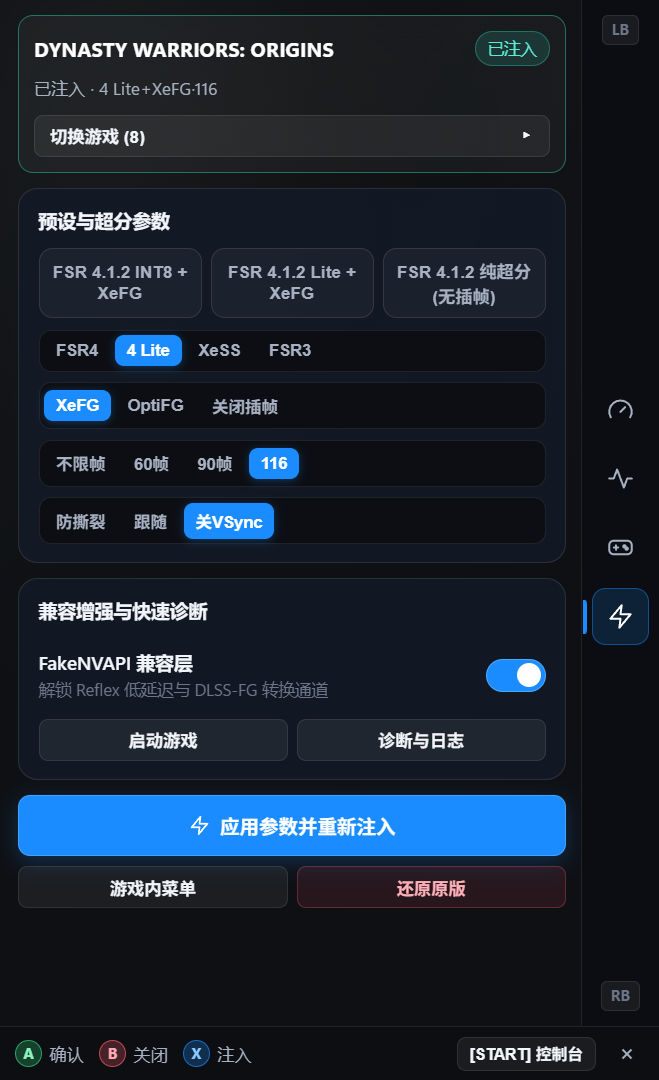 DYNASTY WARRIORS: ORIGINS
已注入
LB
已注入 · 4 Lite+XeFG·116
切换游戏 (8)
预设与超分参数
FSR 4.1.2 INT8 +
XeFG
FSR 4.1.2 Lite +
XeFG
FSR 4.1.2 纯超分
(无插帧)
FSR4 4 Lite XeSS FSR3
XeFG OptiFG 关闭插帧
不限帧 60帧 90帧 116
防撕裂 跟随 关VSync
兼容增强与快速诊断
FakeNVAPI 兼容层
解锁 Reflex 低延迟与 DLSS-FG 转换通道
启动游戏 诊断与日志
应用参数并重新注入
游戏内菜单 还原原版
RB
A 确认 B 关闭 X 注入 [START] 控制台 ×